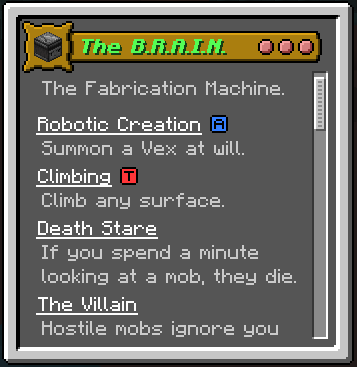 The B.R.A.I.N.
The Fabrication Machine.
Robotic Creation A
Summon a Vex at will.
Climbing T
Climb any surface.
Death Stare
If you spend a minute
looking at a mob, they die.
The Villain
Hostile mobs ignore you